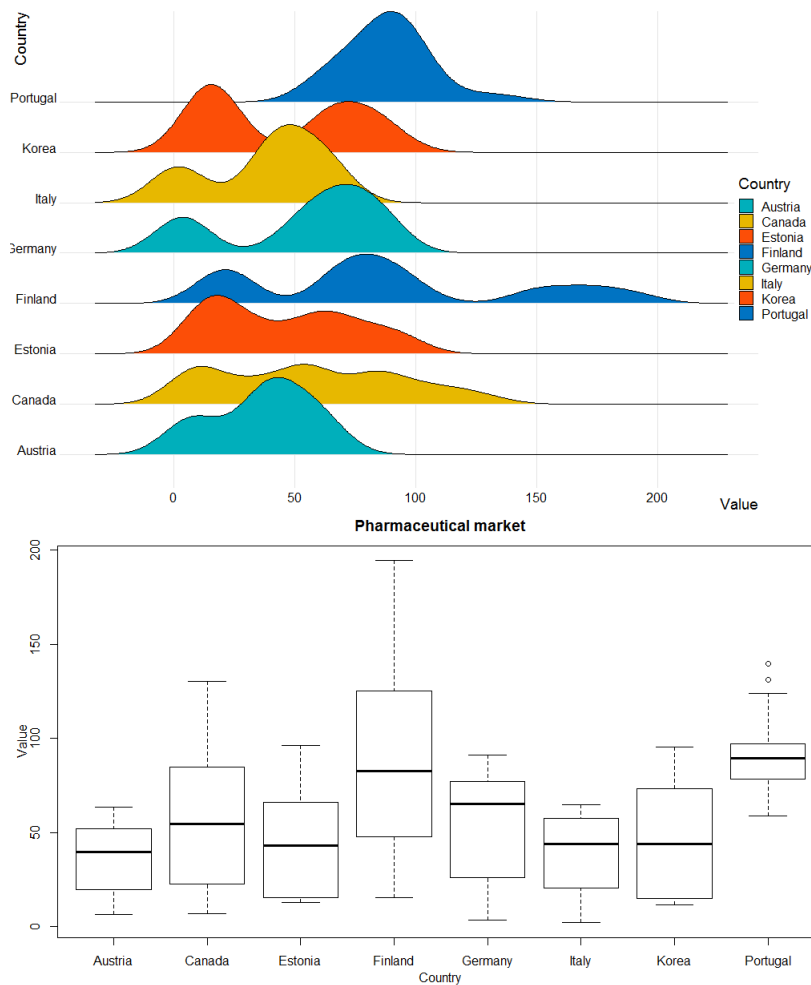 Country
Portugal
Korea
Italy
Germany
Finland
Estonia
Canada
Austria
0 50 100 150 200
Value
Country
Austria
Canada
Estonia
Finland
Germany
Italy
Korea
Portugal
Pharmaceutical market
Value
200
150
100
50
0
Austria Canada Estonia Finland Germany Italy Korea Portugal
Country